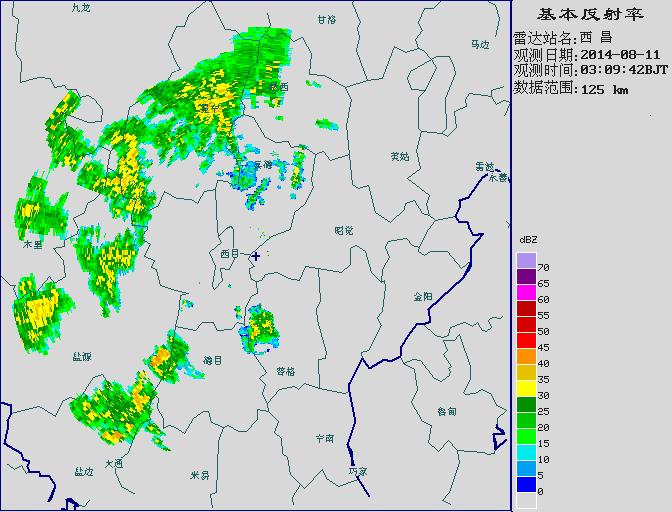 基本反射率
雷达站名:西 昌
观测日期:2014-08-11
观测时间:03:09:42BJT
数据范围:125 km
九龙
甘洛
马边
越西
冕宁
美姑
雷波
永善
喜德
昭觉
木里
西昌
金阳
盐源
德昌
普格
鲁甸
宁南
大通
盐边
米易
巧家
dBZ
70
65
60
55
50
45
40
35
30
25
20
15
10
5
0